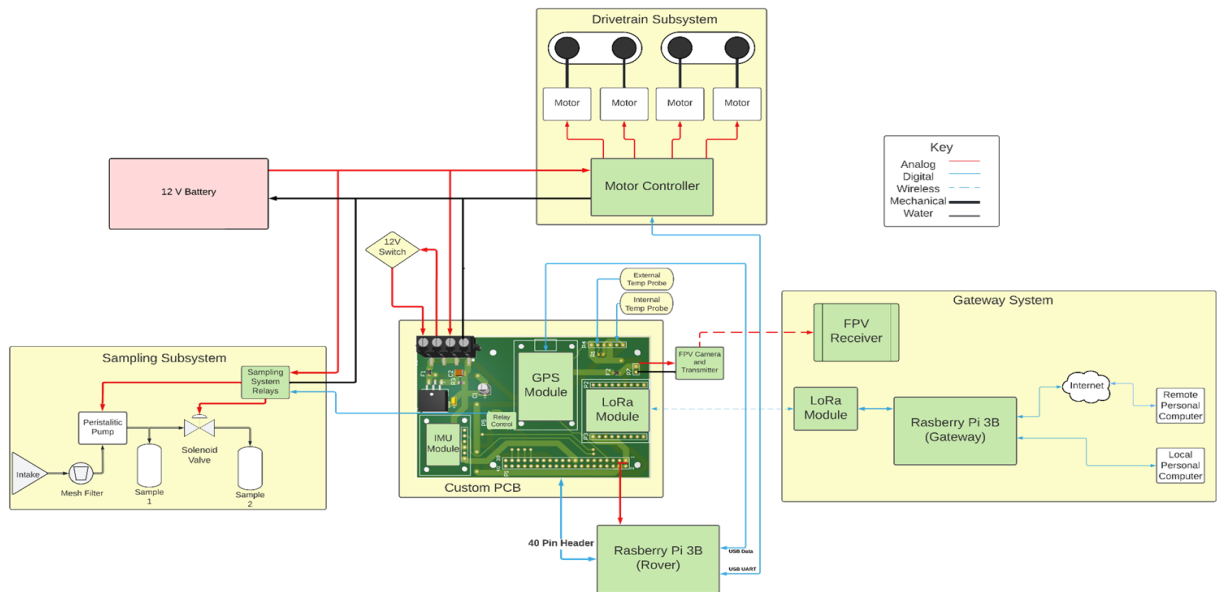 Drivetrain Subsystem
Motor
Motor
Motor
Motor
Motor Controller
12 V Battery
12V
Switch
Key
Analog
Digital
Wireless
Mechanical
Water
External
Temp Probe
Internal
Temp Probe
FPV Camera
and
Transmitter
GPS
Module
LoRa
Module
Relay
Control
IMU
Module
Custom PCB
Sampling Subsystem
Sampling
System
Relays
Peristalitic
Pump
Solenoid
Valve
Intake
Mesh Filter
Sample
1
Sample
2
40 Pin Header
Rasberry Pi 3B
(Rover)
USB Data
USB UART
Gateway System
FPV
Receiver
LoRa
Module
Rasberry Pi 3B
(Gateway)
Internet
Remote
Personal
Computer
Local
Personal
Computer